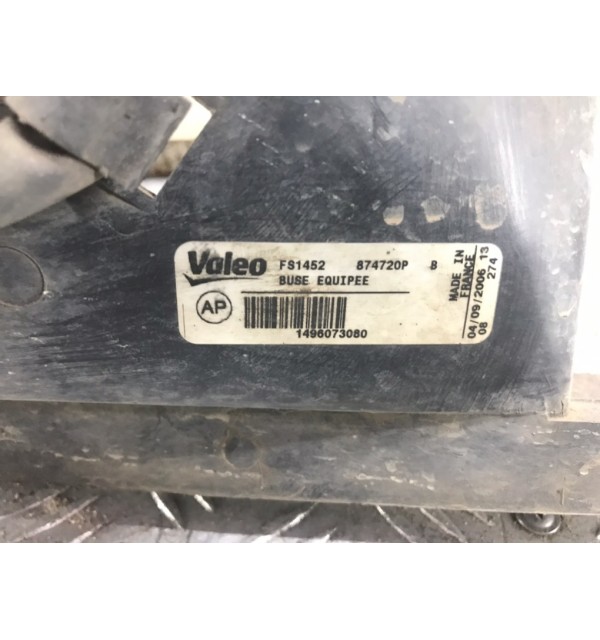 Valeo FS1452 874720P B
BUSE EQUIPEE
AP
1496073080
MADE IN
FRANCE
04/09/2006 13
08 274